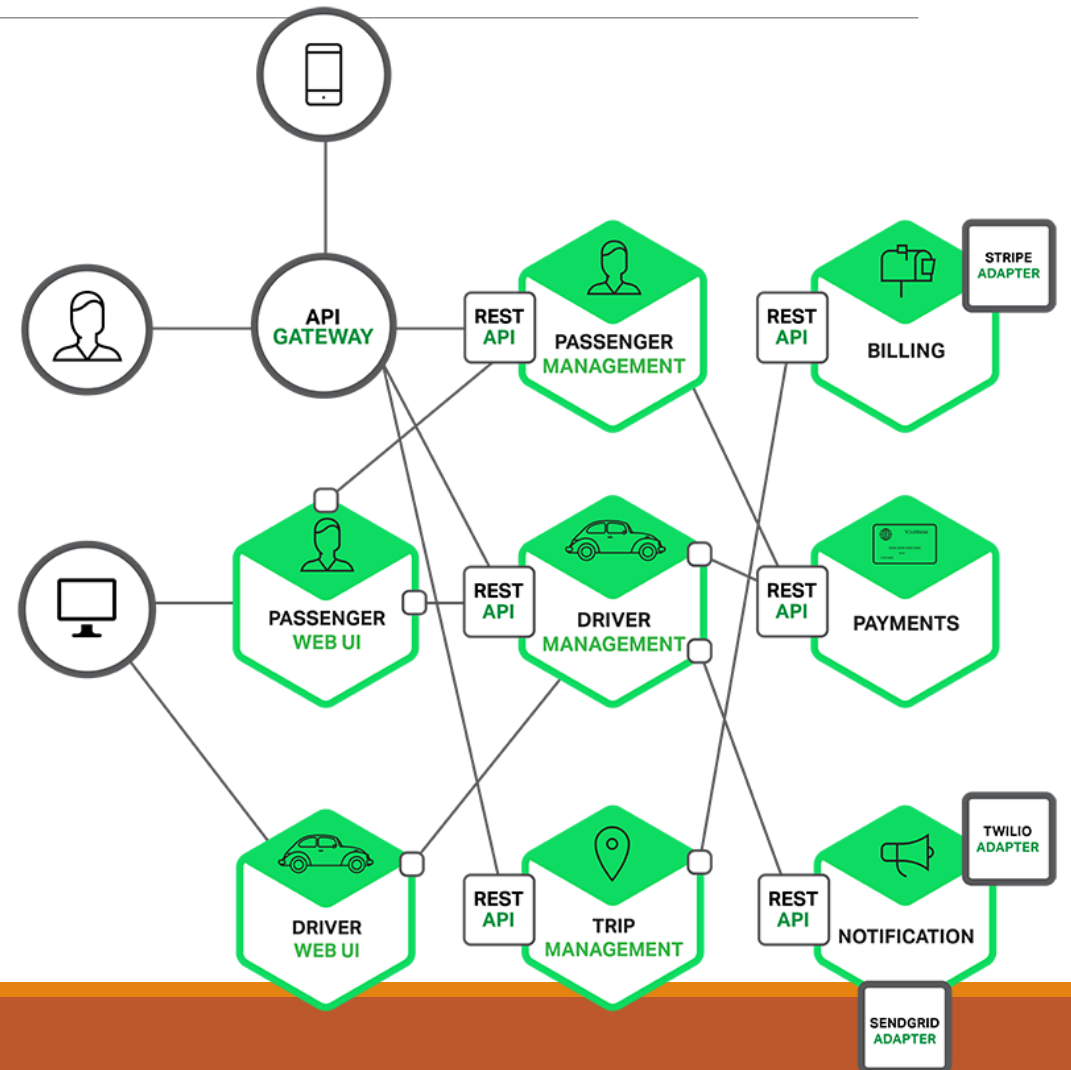 API
GATEWAY
REST
API
PASSENGER
MANAGEMENT
REST
API
BILLING
STRIPE
ADAPTER
PASSENGER
WEB UI
REST
API
DRIVER
MANAGEMENT
REST
API
PAYMENTS
DRIVER
WEB UI
REST
API
TRIP
MANAGEMENT
REST
API
NOTIFICATION
TWILIO
ADAPTER
SENDGRID
ADAPTER